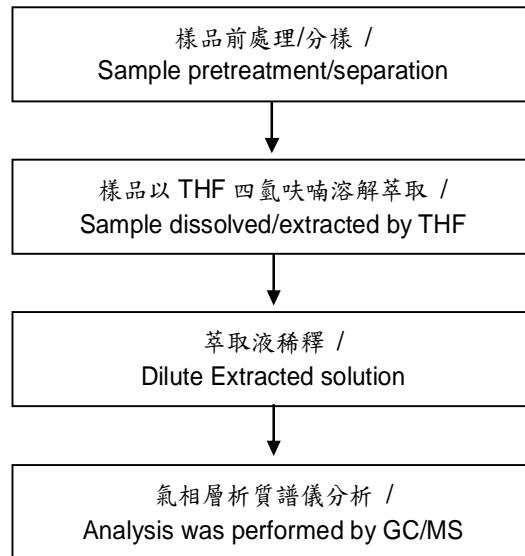 樣品前處理/分樣 /
Sample pretreatment/separation
樣品以 THF 四氫呋喃溶解萃取 /
Sample dissolved/extracted by THF
萃取液稀釋 /
Dilute Extracted solution
氣相層析質譜儀分析 /
Analysis was performed by GC/MS